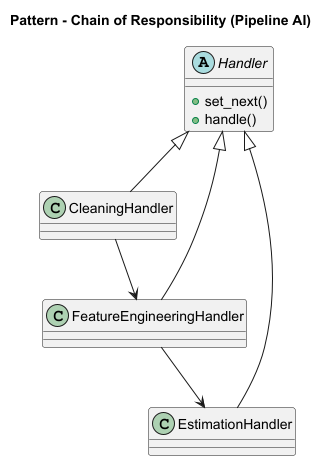 Pattern - Chain of Responsibility (Pipeline AI)
A Handler
set_next()
handle()
C CleaningHandler
C FeatureEngineeringHandler
C EstimationHandler